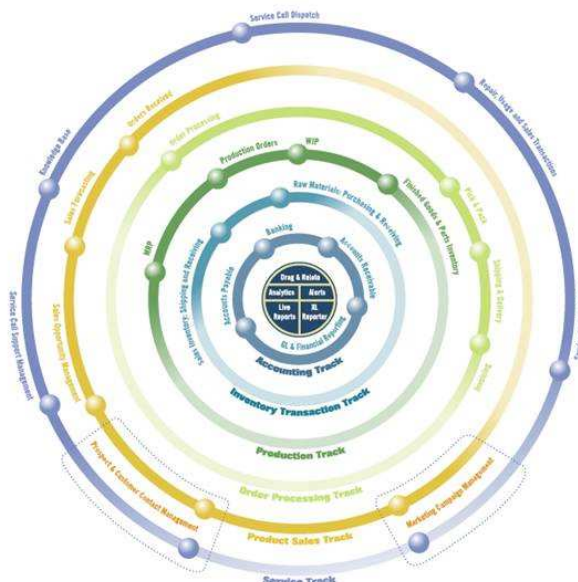 Service Call Dispatch
Repair, Usage and Sales Transactions
Knowledge Base
Service Call Support Management
Orders Received
Sales Forecasting
Sales Opportunity Management
Prospect & Customer Contact Management
Marketing Campaign Management
Order Processing
Pick & Pack
Shipping & Delivery
Production Orders
WIP
MRP
Finished Goods & Parts Inventory
Raw Materials: Purchasing & Receiving
Sales Inventory: Shipping and Receiving
Banking
Accounts Receivable
Accounts Payable
GL & Financial Reporting
Drag & Relate
Analytics
Alerts
Live
Reports
XL
Reporter
Accounting Track
Inventory Transaction Track
Production Track
Order Processing Track
Product Sales Track
Service Track